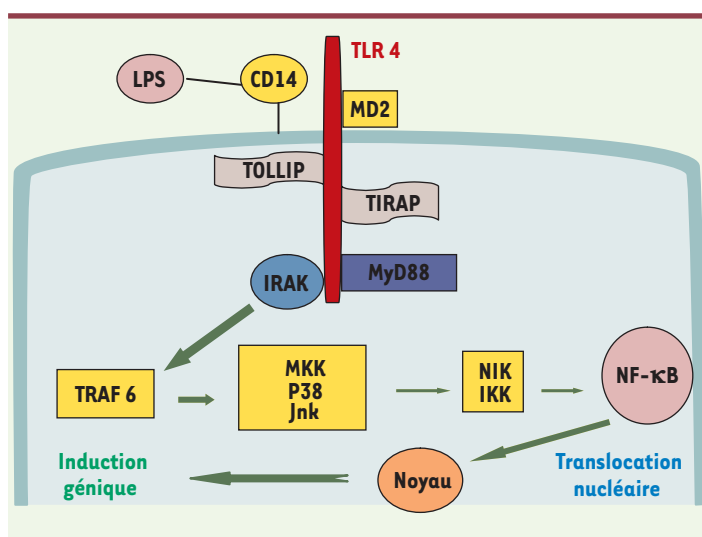 TLR 4
LPS
CD14
MD2
TOLLIP
TIRAP
IRAK
MyD88
TRAF 6
MKK
P38
Jnk
NIK
IKK
NF-κB
Induction
génique
Noyau
Translocation
nucléaire